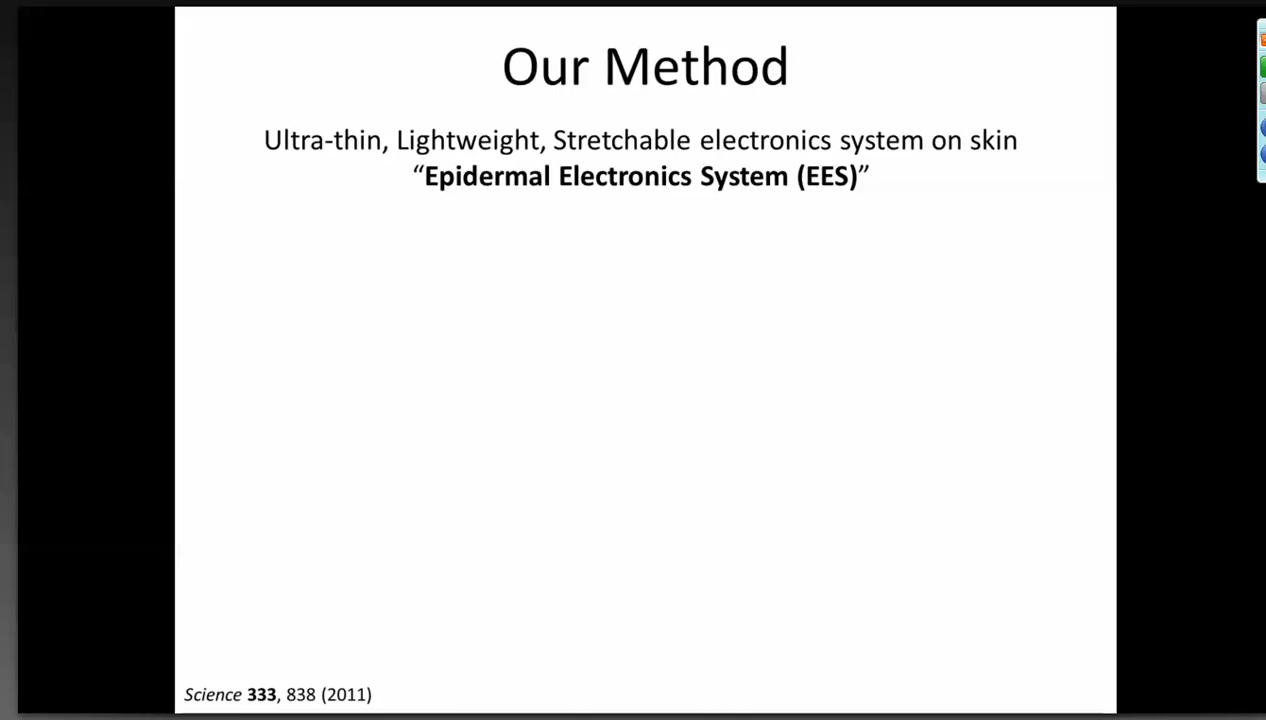 Our Method
Ultra-thin, Lightweight, Stretchable electronics system on skin
“Epidermal Electronics System (EES)”
Science 333, 838 (2011)